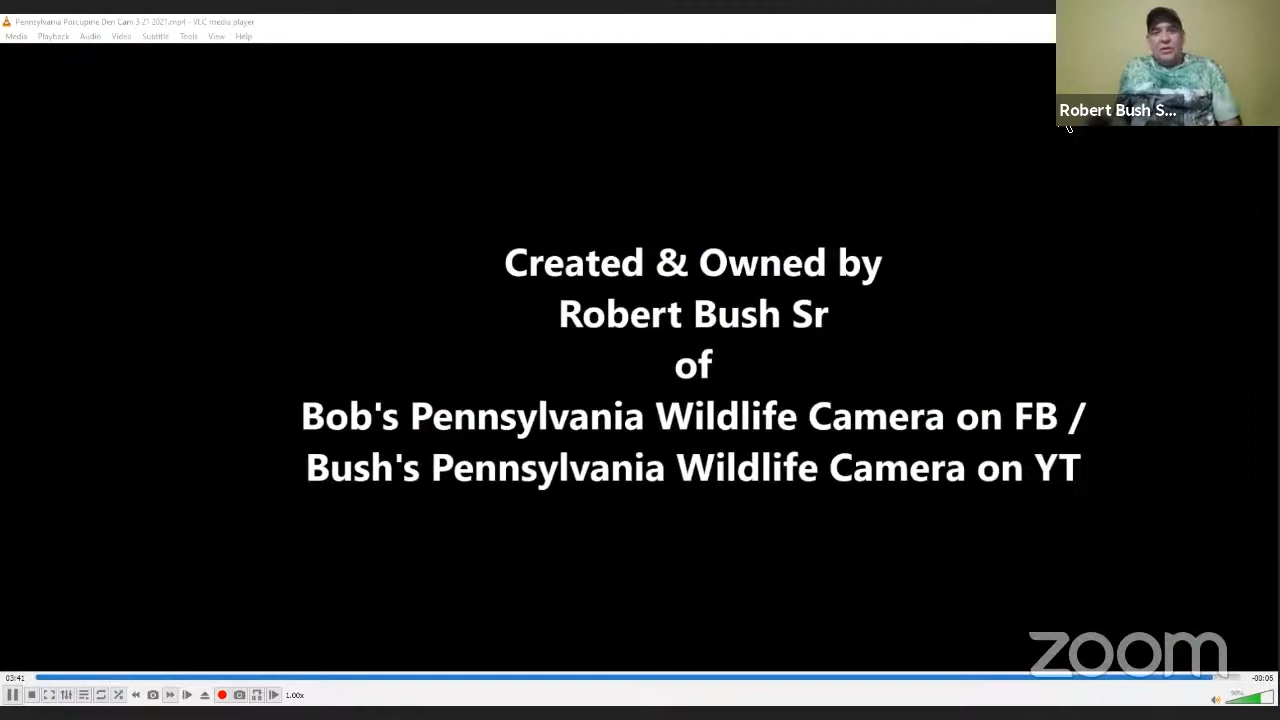 Pennsylvania Porcupine Den Cam 3 21 2021.mp4 - VLC media player
Media Playback Audio Video Subtitle Tools View Help
Robert Bush S...
Created & Owned by
Robert Bush Sr
of
Bob's Pennsylvania Wildlife Camera on FB /
Bush's Pennsylvania Wildlife Camera on YT
zoom
03:41
-00:06
1.00x
90%